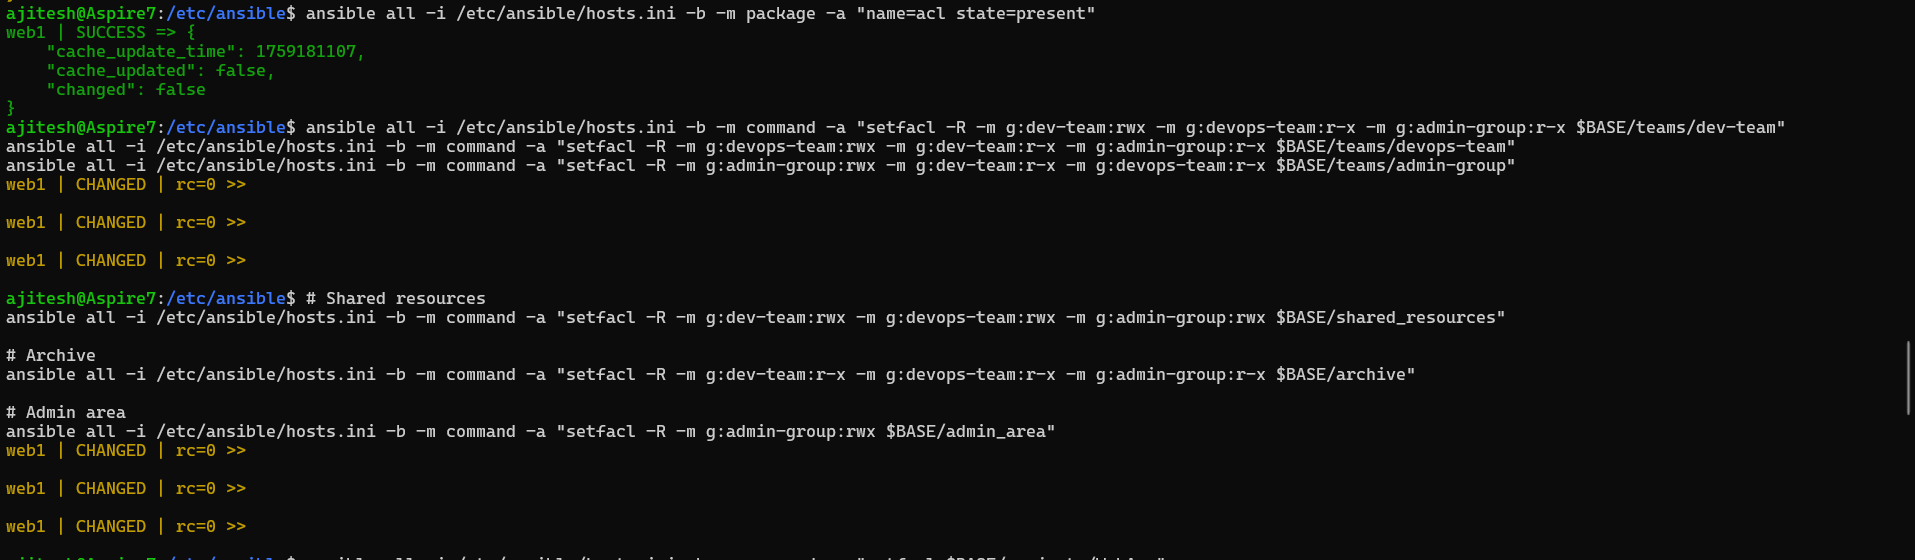 ajitesh@Aspire7:/etc/ansible$ ansible all -i /etc/ansible/hosts.ini -b -m package -a "name=acl state=present"
web1 | SUCCESS => {
    "cache_update_time": 1759181107,
    "cache_updated": false,
    "changed": false
}
ajitesh@Aspire7:/etc/ansible$ ansible all -i /etc/ansible/hosts.ini -b -m command -a "setfacl -R -m g:dev-team:rwx -m g:devops-team:r-x -m g:admin-group:r-x $BASE/teams/dev-team"
ansible all -i /etc/ansible/hosts.ini -b -m command -a "setfacl -R -m g:devops-team:rwx -m g:dev-team:r-x -m g:admin-group:r-x $BASE/teams/devops-team"
ansible all -i /etc/ansible/hosts.ini -b -m command -a "setfacl -R -m g:admin-group:rwx -m g:dev-team:r-x -m g:devops-team:r-x $BASE/teams/admin-group"
web1 | CHANGED | rc=0 >>
web1 | CHANGED | rc=0 >>
web1 | CHANGED | rc=0 >>
ajitesh@Aspire7:/etc/ansible$ # Shared resources
ansible all -i /etc/ansible/hosts.ini -b -m command -a "setfacl -R -m g:dev-team:rwx -m g:devops-team:rwx -m g:admin-group:rwx $BASE/shared_resources"
# Archive
ansible all -i /etc/ansible/hosts.ini -b -m command -a "setfacl -R -m g:dev-team:r-x -m g:devops-team:r-x -m g:admin-group:r-x $BASE/archive"
# Admin area
ansible all -i /etc/ansible/hosts.ini -b -m command -a "setfacl -R -m g:admin-group:rwx $BASE/admin_area"
web1 | CHANGED | rc=0 >>
web1 | CHANGED | rc=0 >>
web1 | CHANGED | rc=0 >>